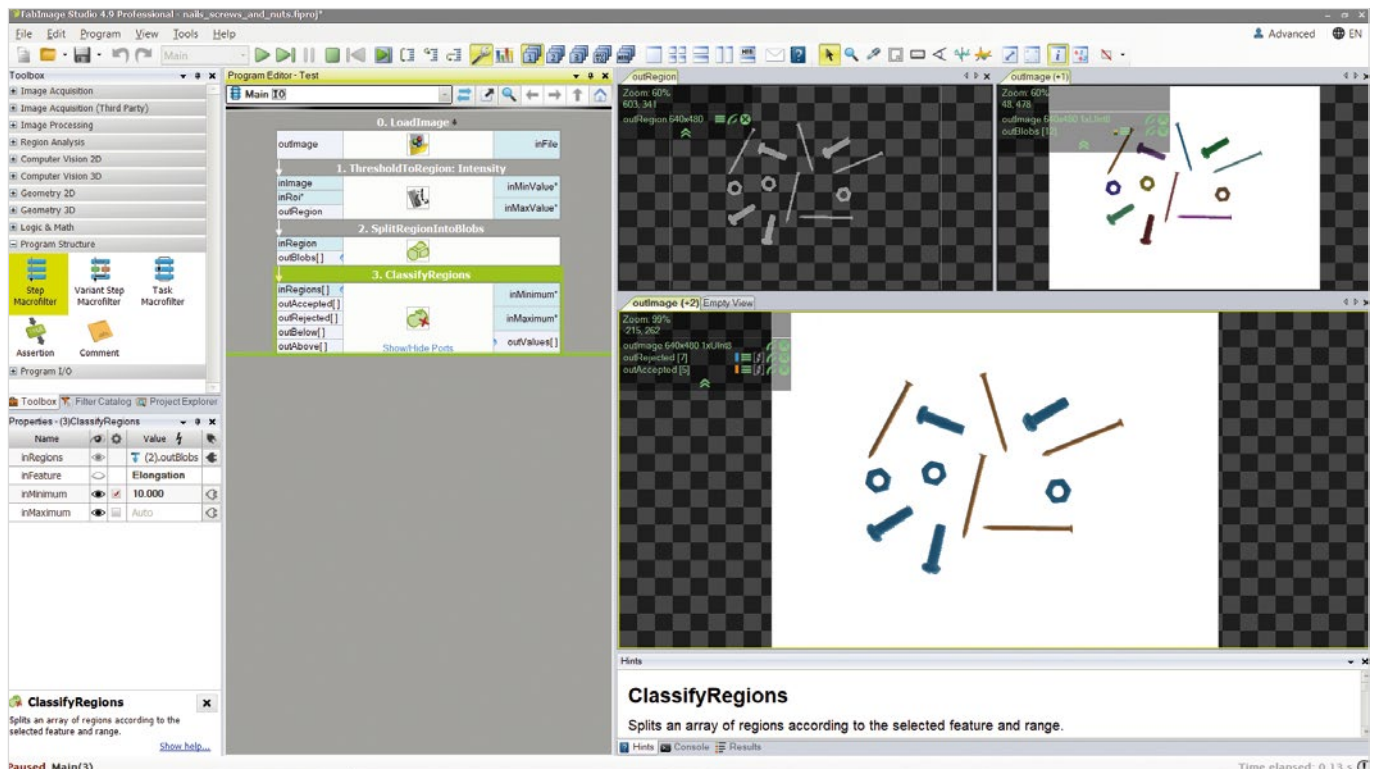 FabImage Studio 4.9 Professional - nails_screws_and_nuts.fiproj*
File Edit Program View Tools Help
Advanced EN
Main
Toolbox
Image Acquisition
Image Acquisition (Third Party)
Image Processing
Region Analysis
Computer Vision 2D
Computer Vision 3D
Geometry 2D
Geometry 3D
Logic & Math
Program Structure
Step Macrofilter
Variant Step Macrofilter
Task Macrofilter
Assertion
Comment
Program I/O
Toolbox Filter Catalog Project Explorer
Properties - (3)ClassifyRegions
Name Value
inRegions (2).outBlobs
inFeature Elongation
inMinimum 10.000
inMaximum Auto
ClassifyRegions
Splits an array of regions according to the
selected feature and range.
Show help...
Paused Main(3)
Program Editor - Test
Main
0. LoadImage
outImage inFile
1. ThresholdToRegion: Intensity
inImage inMinValue*
inRoi* inMaxValue*
outRegion
2. SplitRegionIntoBlobs
inRegion
outBlobs[]
3. ClassifyRegions
inRegions[] inMinimum*
outAccepted[]
outRejected[] inMaximum*
outBelow[]
outAbove[] Show/Hide Ports outValues[]
outRegion
Zoom: 60%
603, 341
outRegion 640x480
outImage (+1)
Zoom: 60%
48, 478
outImage 640x480 1xUInt8
outBlobs [12]
outImage (+2) Empty View
Zoom: 99%
-215, 262
outImage 640x480 1xUInt8
outRejected [7]
outAccepted [5]
Hints
ClassifyRegions
Splits an array of regions according to the selected feature and range.
Hints Console Results
Time elapsed: 0.13 s